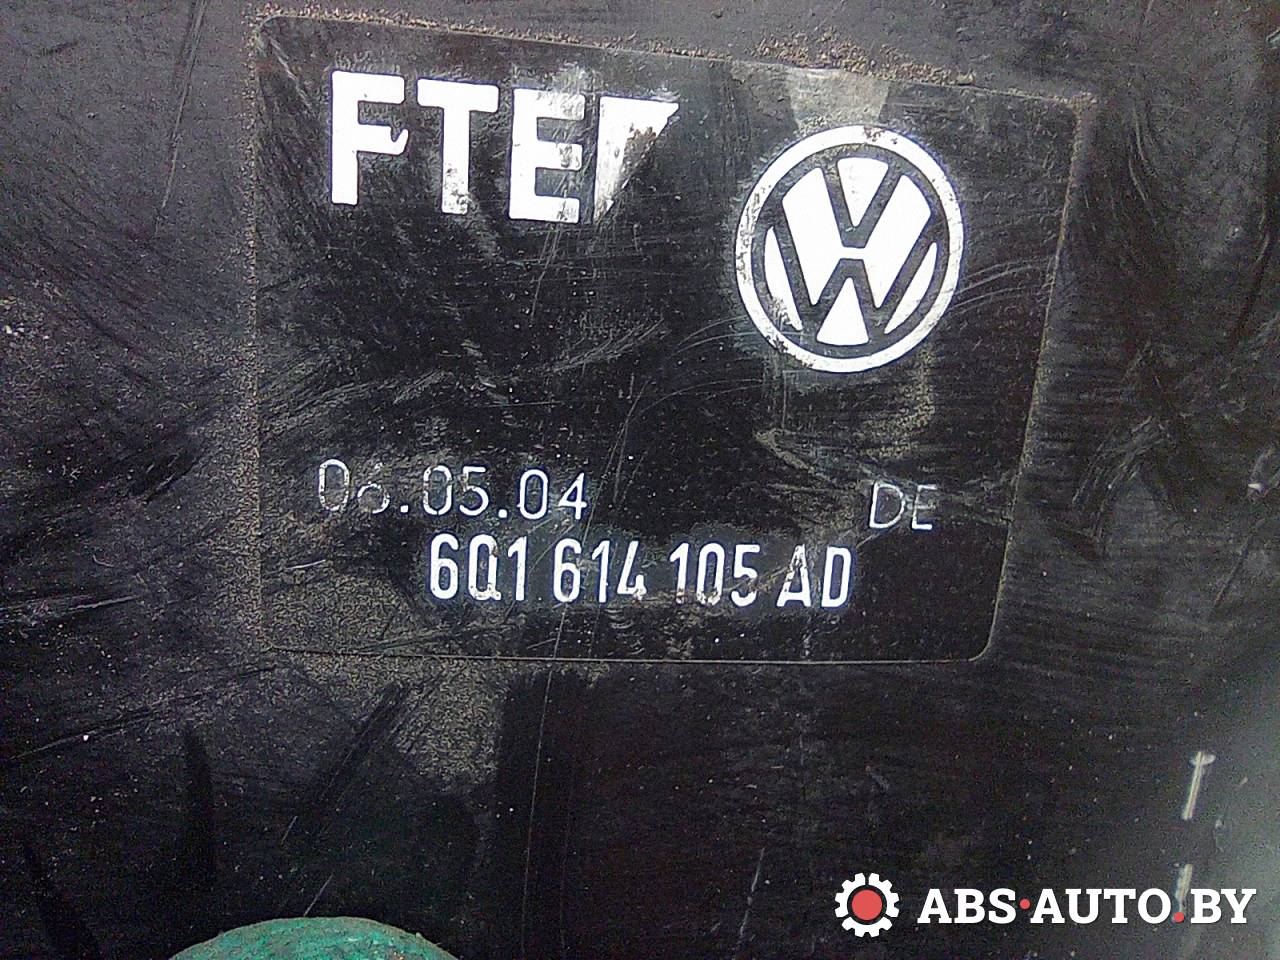 FTE
06.05.04 DE
6Q1 614 105 AD
ABS·AUTO.BY